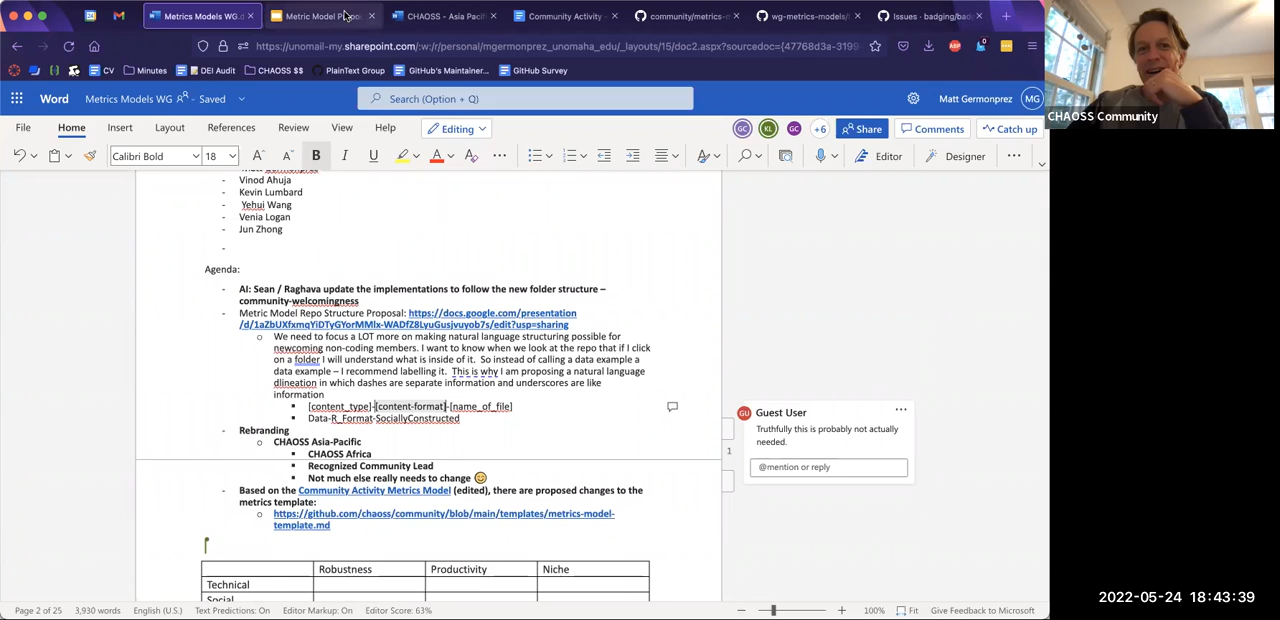 Metrics Models WG.d
Metric Model P
CHAOSS - Asia Paci
Community Activity -
community/metrics-m
wg-metrics-models/
Issues · badging/bad
https://unomail-my.sharepoint.com/:w:/r/personal/mgermonprez_unomaha_edu/_layouts/15/doc2.aspx?sourcedoc={47768d3a-3199
ABP
0
CV
Minutes
DEI Audit
CHAOSS $$
PlainText Group
GitHub's Maintainer...
GitHub Survey
Word
Metrics Models WG - Saved
Search (Option + Q)
Matt Germonprez
MG
CHAOSS Community
File Home Insert Layout References Review View Help
Editing
GC KL GC +6
Share
Comments
Catch up
Calibri Bold 18
B I U
Editor
Designer
- Vinod Ahuja
- Kevin Lumbard
- Yehui Wang
- Venia Logan
- Jun Zhong
-
Agenda:
- AI: Sean / Raghava update the implementations to follow the new folder structure –
community-welcomingness
- Metric Model Repo Structure Proposal: https://docs.google.com/presentation
/d/1aZbUXfxmqYiDTyGYorMMlx-WADfZ8LyuGusjvuyob7s/edit?usp=sharing
o We need to focus a LOT more on making natural language structuring possible for
newcoming non-coding members. I want to know when we look at the repo that if I click
on a folder I will understand what is inside of it. So instead of calling a data example a
data example – I recommend labelling it. This is why I am proposing a natural language
dlineation in which dashes are separate information and underscores are like
information
▪ [content_type]-[content-format]-[name_of_file]
▪ Data-R_Format-SociallyConstructed
- Rebranding
o CHAOSS Asia-Pacific
▪ CHAOSS Africa
▪ Recognized Community Lead
▪ Not much else really needs to change 🙂
- Based on the Community Activity Metrics Model (edited), there are proposed changes to the
metrics template:
o https://github.com/chaoss/community/blob/main/templates/metrics-model-
template.md
Robustness Productivity Niche
Technical
Social
GU Guest User
Truthfully this is probably not actually
needed.
@mention or reply
1
Page 2 of 25 3,930 words English (U.S.) Text Predictions: On Editor Markup: On Editor Score: 63%
100% Fit Give Feedback to Microsoft
2022-05-24 18:43:39